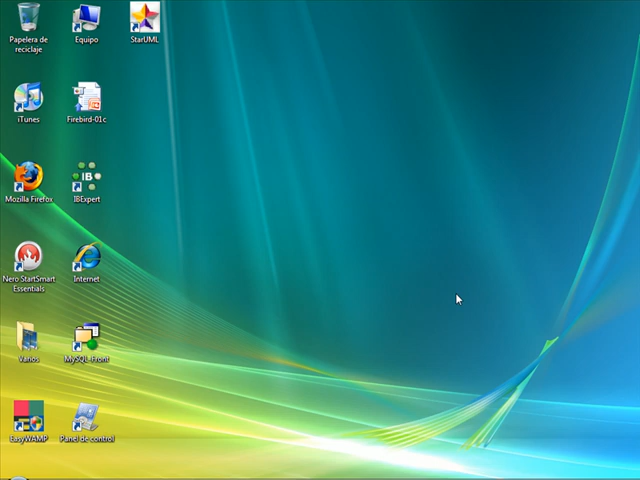 Papelera de
reciclaje
Equipo
StarUML
iTunes
Firebird-01c
Mozilla Firefox
IB
IBExpert
Nero StartSmart
Essentials
Internet
Varios
MySQL-Front
EasyWAMP
Panel de control